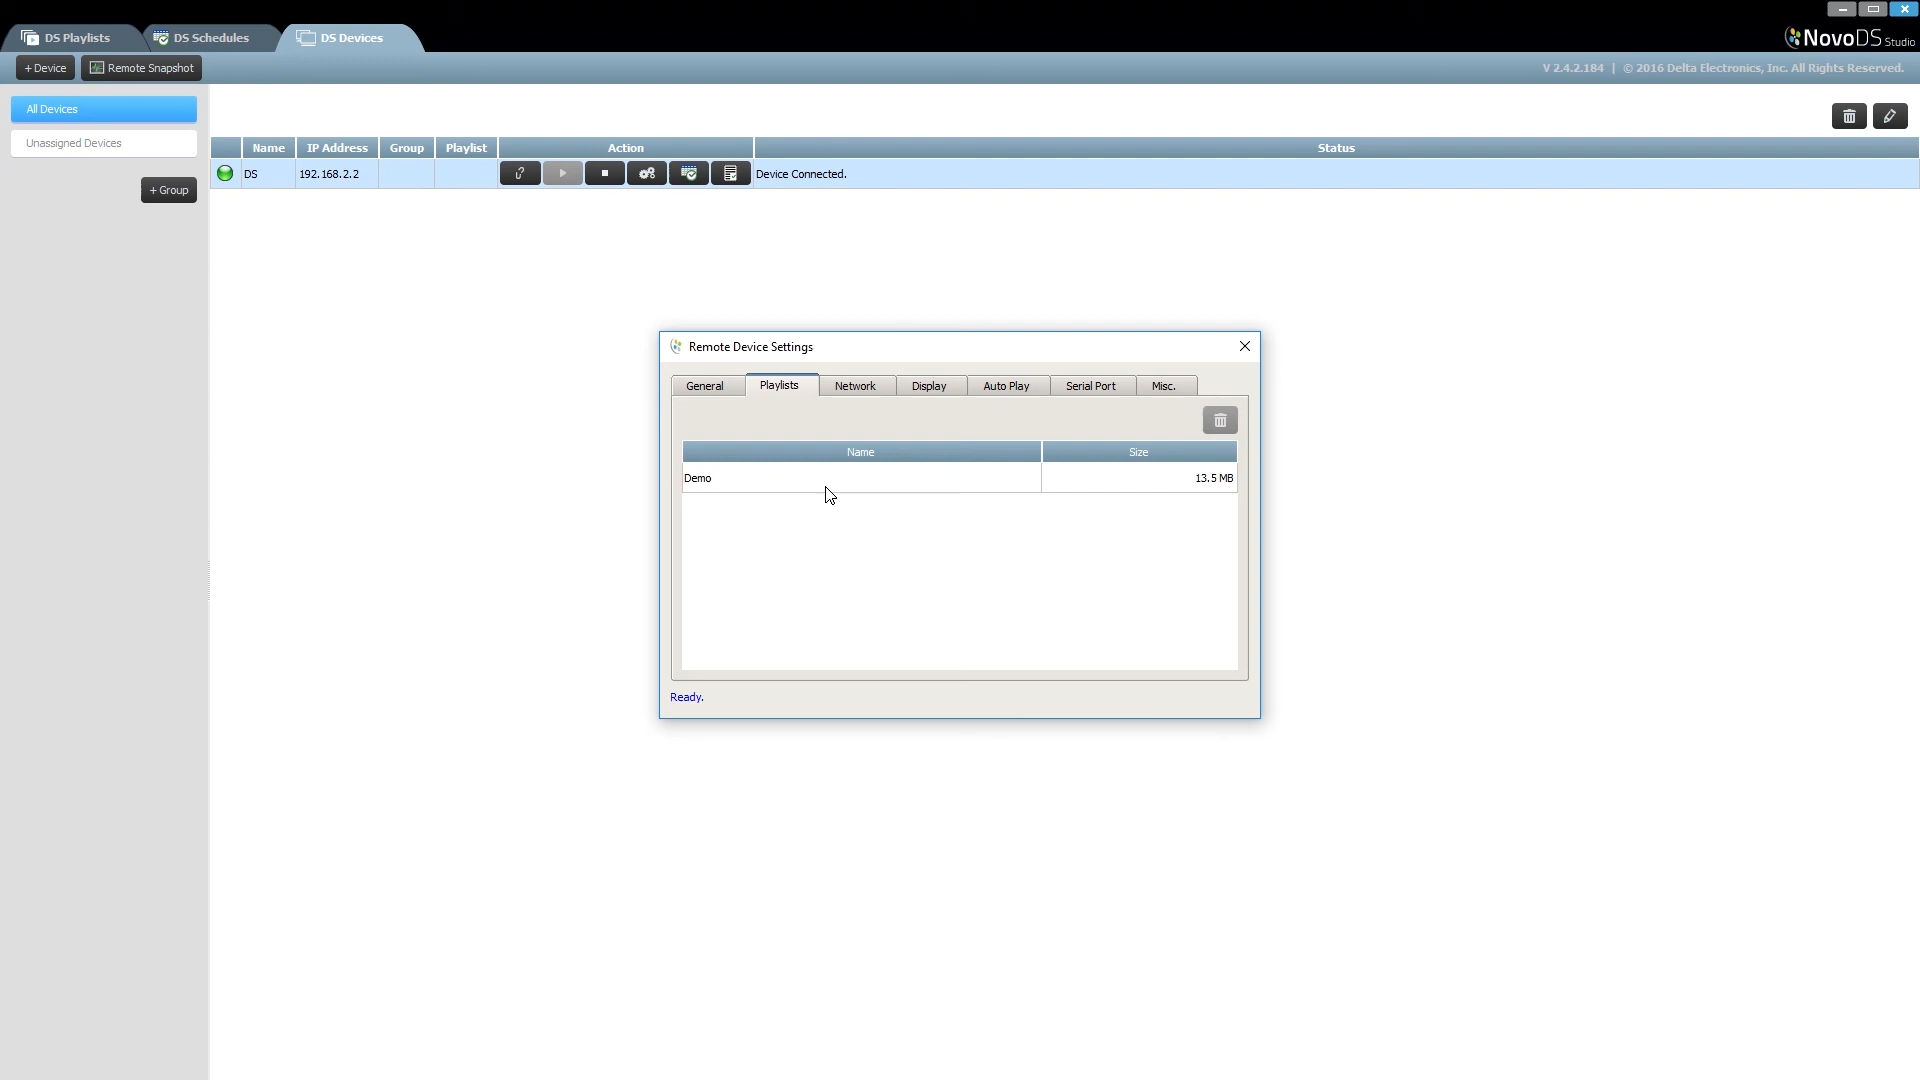 DS Playlists
DS Schedules
DS Devices
NovoDS Studio
+ Device
Remote Snapshot
V 2.4.2.184 | © 2016 Delta Electronics, Inc. All Rights Reserved.
All Devices
Unassigned Devices
+ Group
Name IP Address Group Playlist Action Status
DS 192.168.2.2 Device Connected.
Remote Device Settings
General Playlists Network Display Auto Play Serial Port Misc.
Name Size
Demo 13.5 MB
Ready.